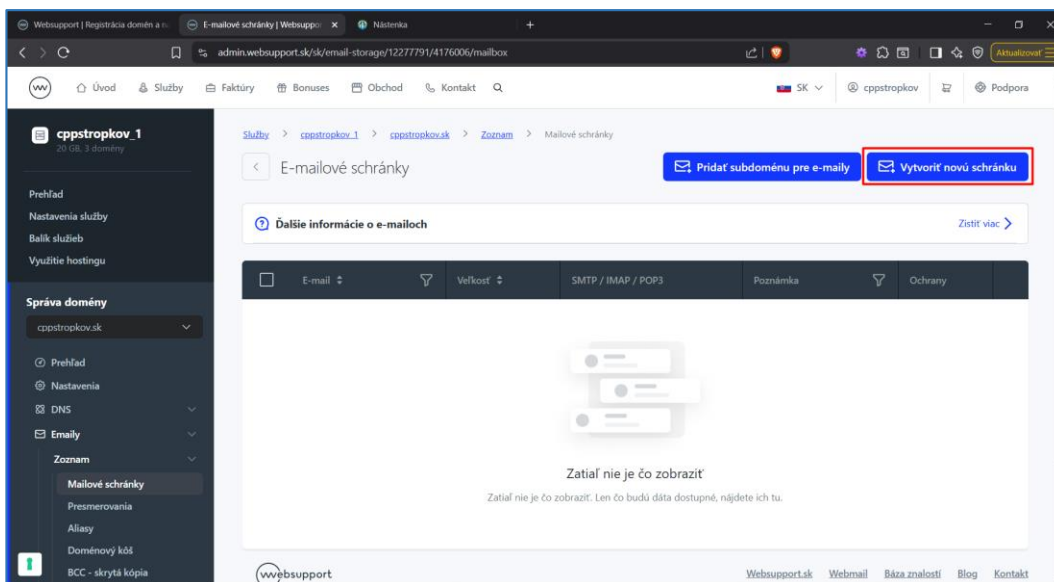 Websupport | Registrácia domén a
E-mailové schránky | Websuppor
Nástenka
admin.websupport.sk/sk/email-storage/12277791/4176006/mailbox
Aktualizovať
Úvod
Služby
Faktúry
Bonuses
Obchod
Kontakt
SK
cppstropkov
Podpora
cppstropkov_1
20 GB, 3 domény
Prehľad
Nastavenia služby
Balík služieb
Využitie hostingu
Správa domény
cppstropkov.sk
Prehľad
Nastavenia
DNS
Emaily
Zoznam
Mailové schránky
Presmerovania
Aliasy
Doménový kôš
BCC - skrytá kópia
Služby > cppstropkov_1 > cppstropkov.sk > Zoznam > Mailové schránky
E-mailové schránky
Pridať subdoménu pre e-maily
Vytvoriť novú schránku
Ďalšie informácie o e-mailoch
Zistiť viac
E-mail
Veľkosť
SMTP / IMAP / POP3
Poznámka
Ochrany
Zatiaľ nie je čo zobraziť
Zatiaľ nie je čo zobraziť. Len čo budú dáta dostupné, nájdete ich tu.
websupport
Websupport.sk
Webmail
Báza znalostí
Blog
Kontakt